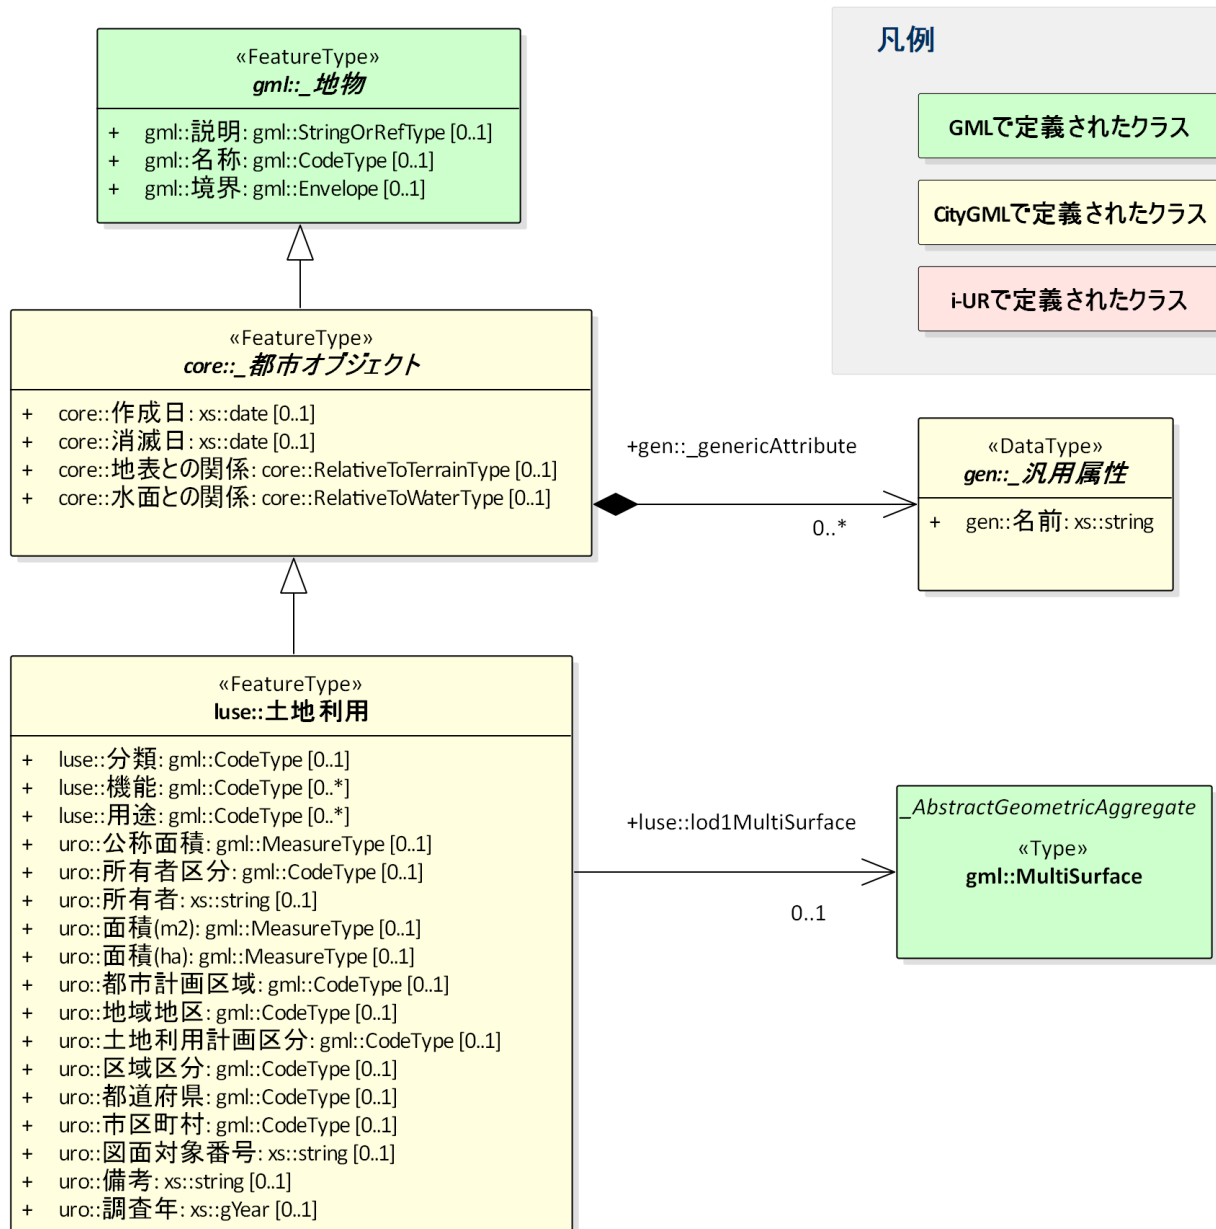 «FeatureType»
gml::_地物
+ gml::説明: gml::StringOrRefType [0..1]
+ gml::名称: gml::CodeType [0..1]
+ gml::境界: gml::Envelope [0..1]
凡例
GMLで定義されたクラス
CityGMLで定義されたクラス
i-URで定義されたクラス
«FeatureType»
core::_都市オブジェクト
+ core::作成日: xs::date [0..1]
+ core::消滅日: xs::date [0..1]
+ core::地表との関係: core::RelativeToTerrainType [0..1]
+ core::水面との関係: core::RelativeToWaterType [0..1]
+gen::_genericAttribute
0..*
«DataType»
gen::_汎用属性
+ gen::名前: xs::string
«FeatureType»
luse::土地利用
+ luse::分類: gml::CodeType [0..1]
+ luse::機能: gml::CodeType [0..*]
+ luse::用途: gml::CodeType [0..*]
+ uro::公称面積: gml::MeasureType [0..1]
+ uro::所有者区分: gml::CodeType [0..1]
+ uro::所有者: xs::string [0..1]
+ uro::面積(m2): gml::MeasureType [0..1]
+ uro::面積(ha): gml::MeasureType [0..1]
+ uro::都市計画区域: gml::CodeType [0..1]
+ uro::地域地区: gml::CodeType [0..1]
+ uro::土地利用計画区分: gml::CodeType [0..1]
+ uro::区域区分: gml::CodeType [0..1]
+ uro::都道府県: gml::CodeType [0..1]
+ uro::市区町村: gml::CodeType [0..1]
+ uro::図面対象番号: xs::string [0..1]
+ uro::備考: xs::string [0..1]
+ uro::調査年: xs::gYear [0..1]
+luse::lod1MultiSurface
0..1
_AbstractGeometricAggregate
«Type»
gml::MultiSurface